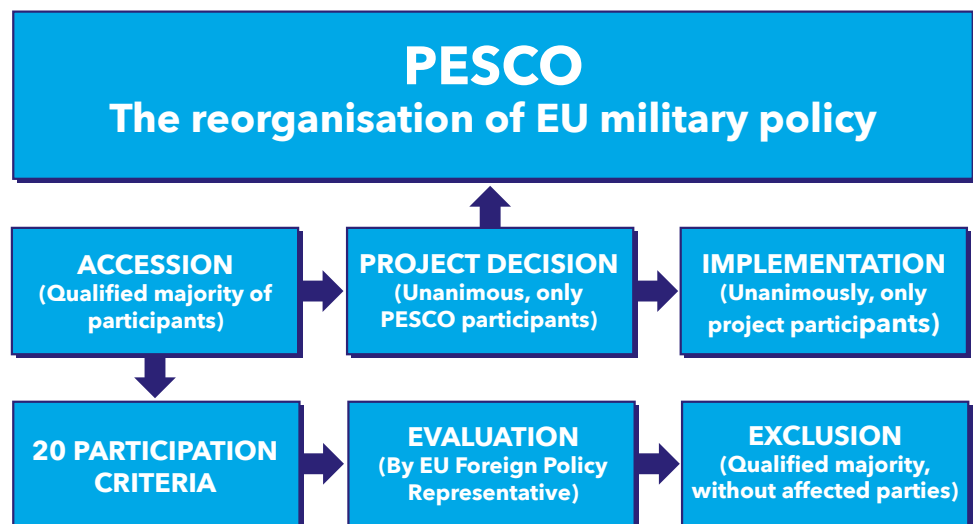 PESCO
The reorganisation of EU military policy
ACCESSION
(Qualified majority of
participants)
PROJECT DECISION
(Unanimous, only
PESCO participants)
IMPLEMENTATION
(Unanimously, only
project participants)
20 PARTICIPATION
CRITERIA
EVALUATION
(By EU Foreign Policy
Representative)
EXCLUSION
(Qualified majority,
without affected parties)